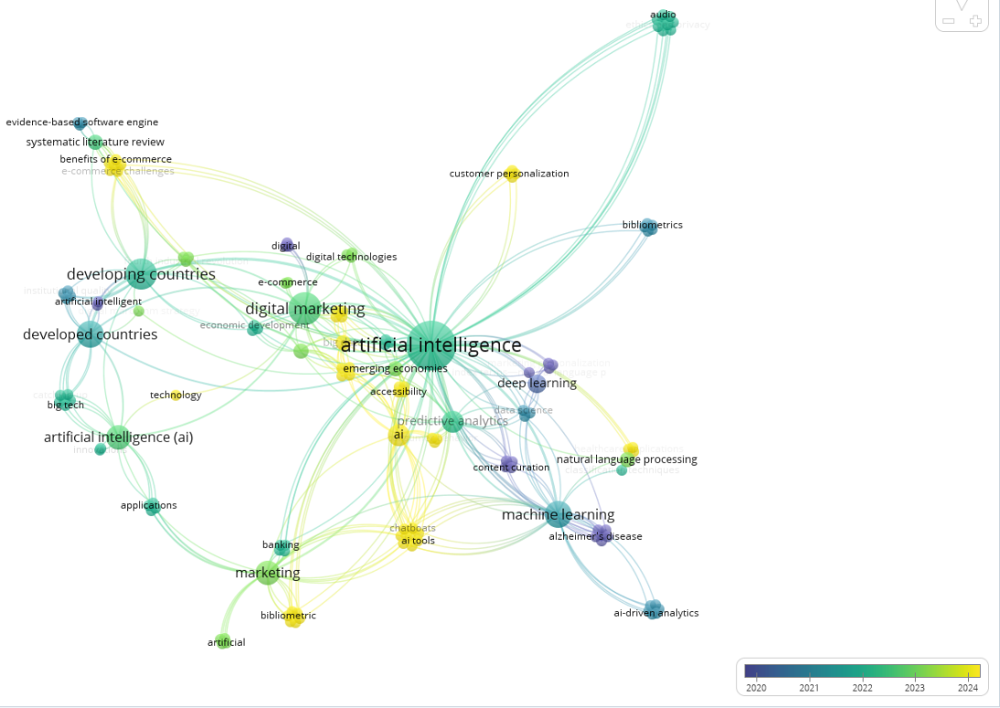 audio
evidence-based software engine
systematic literature review
benefits of e-commerce
e-commerce challenges
customer personalization
bibliometrics
digital
digital technologies
developing countries
e-commerce
artificial intelligent
digital marketing
economic development
developed countries
artificial intelligence
emerging economies
deep learning
accessibility
technology
big tech
data science
predictive analytics
ai
artificial intelligence (ai)
natural language processing
content curation
applications
machine learning
chatboats
alzheimer's disease
ai tools
banking
marketing
bibliometric
ai-driven analytics
artificial
2020 2021 2022 2023 2024